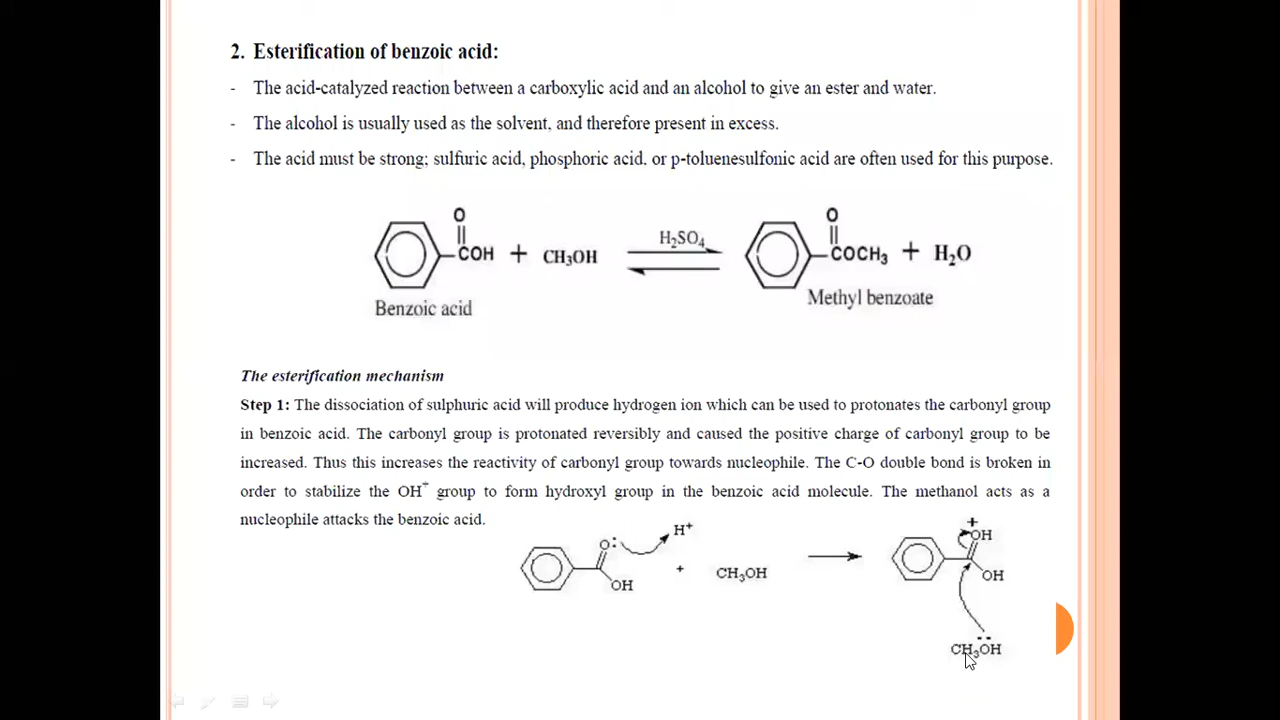 2. Esterification of benzoic acid:
- The acid-catalyzed reaction between a carboxylic acid and an alcohol to give an ester and water.
- The alcohol is usually used as the solvent, and therefore present in excess.
- The acid must be strong; sulfuric acid, phosphoric acid. or p-toluenesulfonic acid are often used for this purpose.
O
COH + CH₃OH
H₂SO₄
O
COCH₃ + H₂O
Benzoic acid
Methyl benzoate
The esterification mechanism
Step 1: The dissociation of sulphuric acid will produce hydrogen ion which can be used to protonates the carbonyl group
in benzoic acid. The carbonyl group is protonated reversibly and caused the positive charge of carbonyl group to be
increased. Thus this increases the reactivity of carbonyl group towards nucleophile. The C-O double bond is broken in
order to stabilize the OH⁺ group to form hydroxyl group in the benzoic acid molecule. The methanol acts as a
nucleophile attacks the benzoic acid.
O:
OH
H⁺
+ CH₃OH
+
OH
OH
CH₃OH